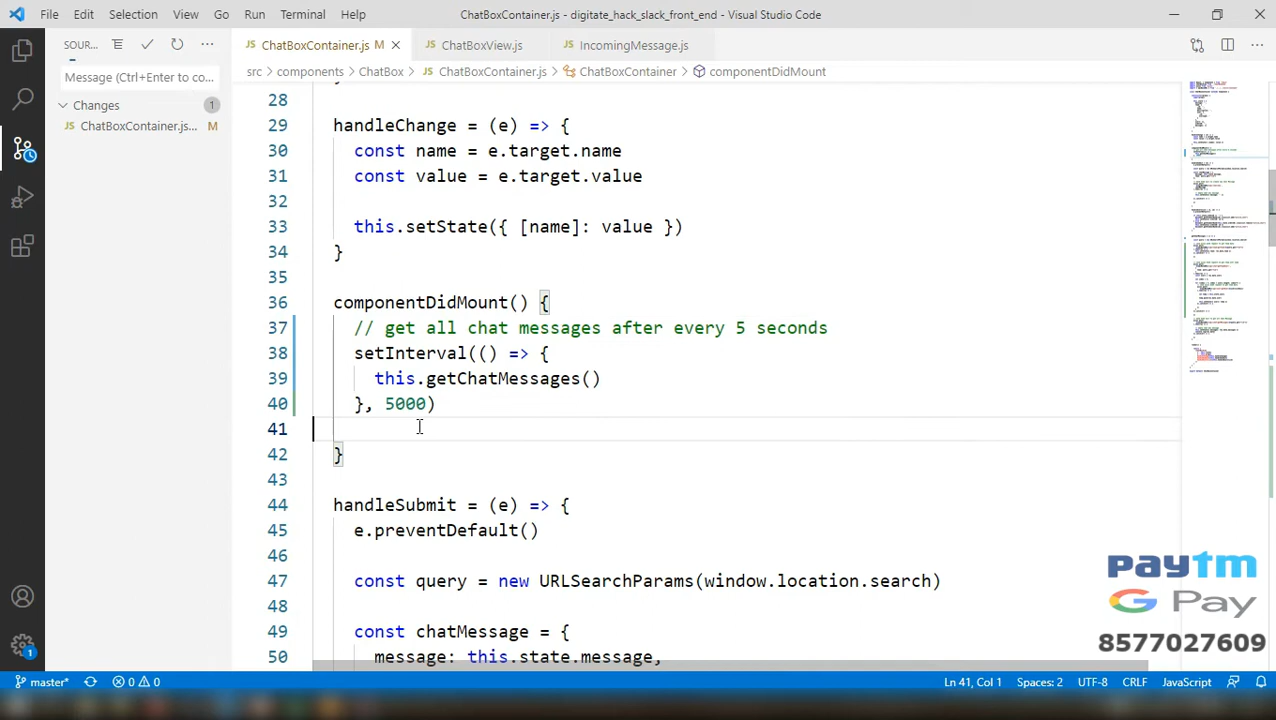 File Edit Selection View Go Run Terminal Help ChatBoxContainer.js - digitate_hack_slack_front_end - Visual Studio Code
SOUR... ChatBoxContainer.js M ChatBoxView.js IncomingMessage.js
Message (Ctrl+Enter to co... src > components > ChatBox > ChatBoxContainer.js > ChatBoxContainer > componentDidMount
Changes 1
ChatBoxContainer.js... M
28
29 handleChange = (e) => {
30 const name = e.target.name
31 const value = e.target.value
32
33 this.setState({ [name]: value })
34 }
35
36 componentDidMount() {
37 // get all chat messages after every 5 seconds
38 setInterval(() => {
39 this.getChatMessages()
40 }, 5000)
41
42 }
43
44 handleSubmit = (e) => {
45 e.preventDefault()
46
47 const query = new URLSearchParams(window.location.search)
48
49 const chatMessage = {
50 message: this.state.message,
paytm
G Pay
8577027609
master* 0 0 Ln 41, Col 1 Spaces: 2 UTF-8 CRLF JavaScript
1